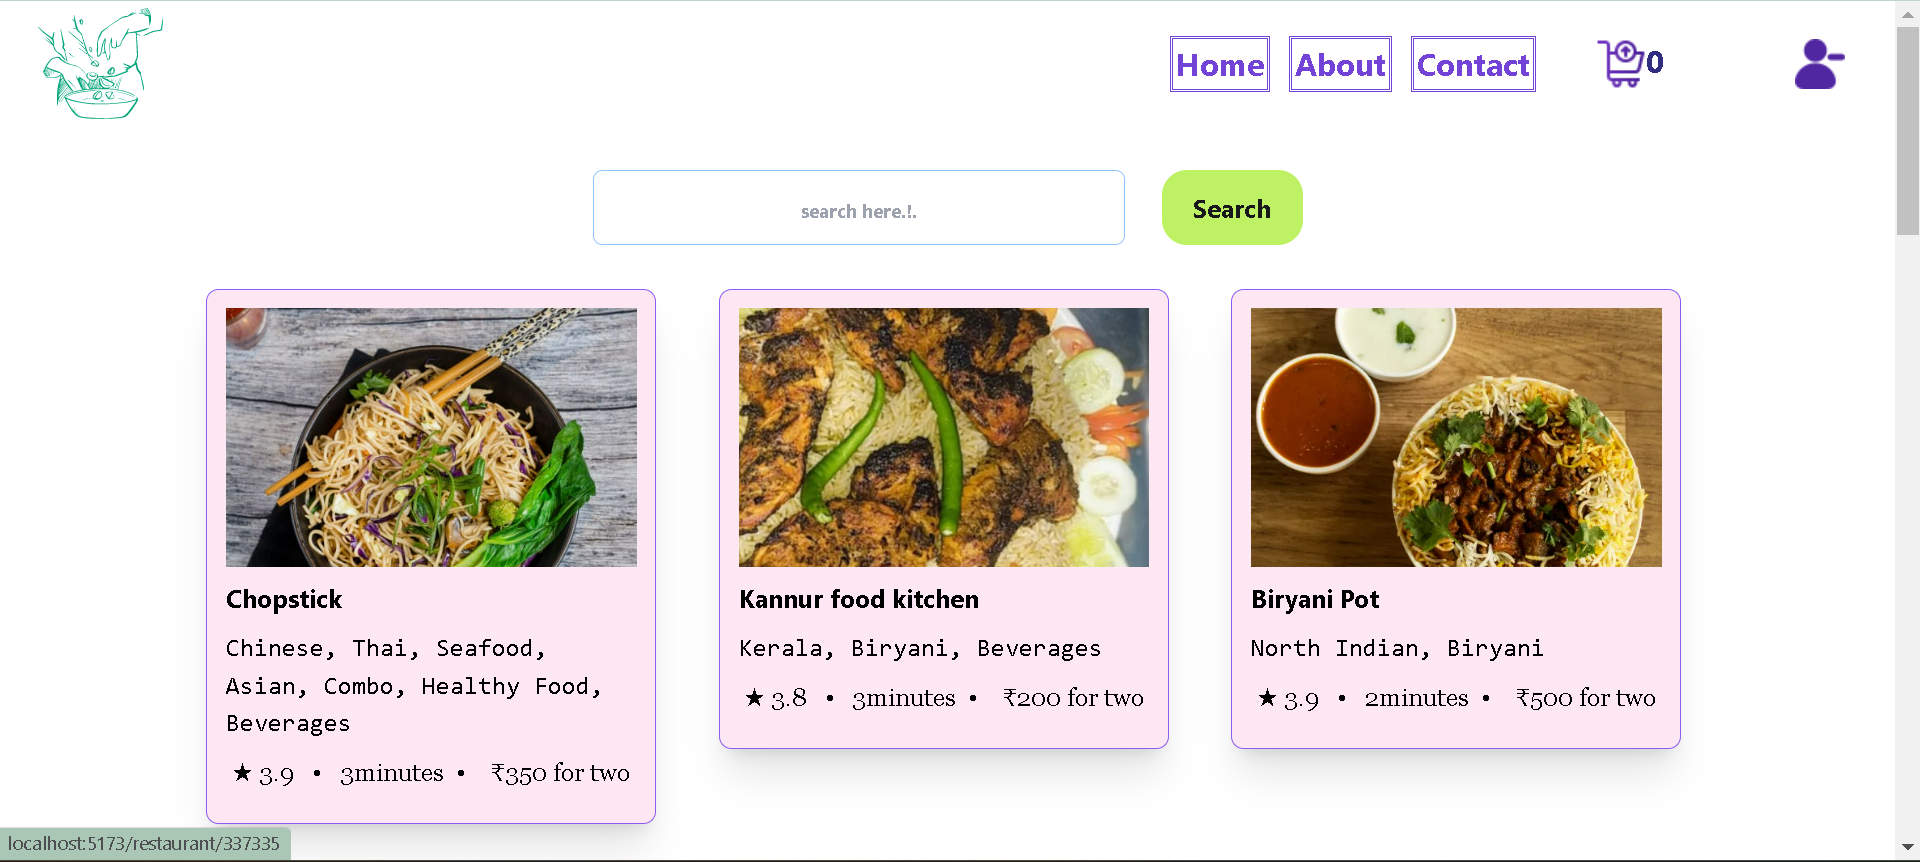 Home About Contact 0
search here.!. Search
Chopstick
Chinese, Thai, Seafood,
Asian, Combo, Healthy Food,
Beverages
★ 3.9 • 3minutes • ₹350 for two
Kannur food kitchen
Kerala, Biryani, Beverages
★ 3.8 • 3minutes • ₹200 for two
Biryani Pot
North Indian, Biryani
★ 3.9 • 2minutes • ₹500 for two
localhost:5173/restaurant/337335